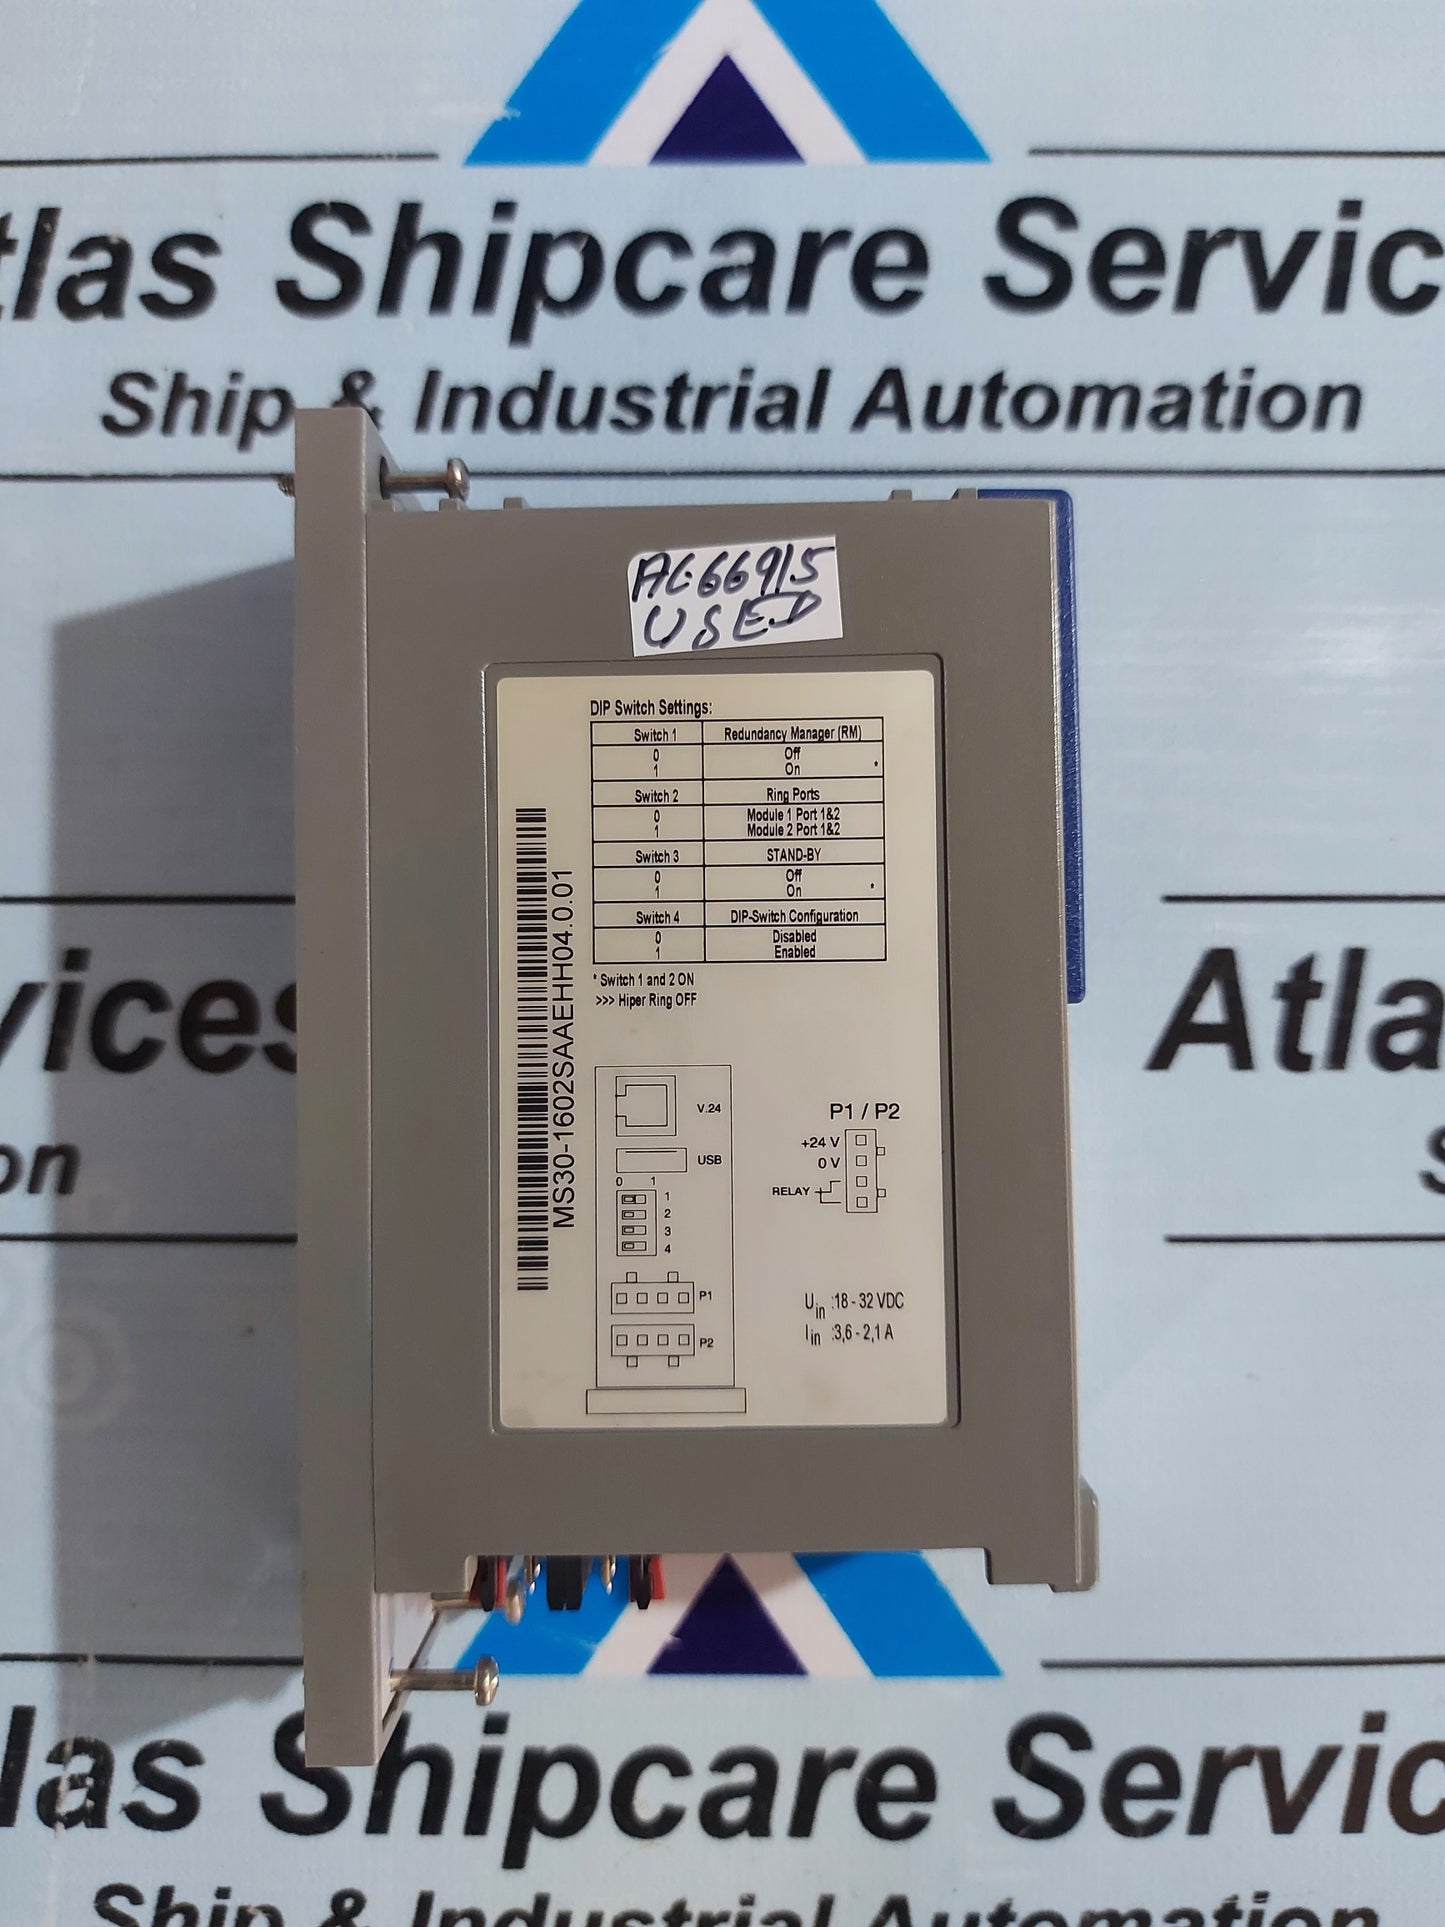 tlas Shipcare Servic
Ship & Industrial Automation
AC66915
USED
DIP Switch Settings:
Switch 1 Redundancy Manager (RM)
0 Off
1 On *
Switch 2 Ring Ports
0 Module 1 Port 1&2
1 Module 2 Port 1&2
Switch 3 STAND-BY
0 Off
1 On *
Switch 4 DIP-Switch Configuration
0 Disabled
1 Enabled
* Switch 1 and 2 ON
>>> Hiper Ring OFF
MS30-1602SAAEHH04.0.01
V.24
USB
0 1
1
2
3
4
P1
P2
P1 / P2
+24 V
0 V
RELAY
Uin :18 - 32 VDC
Iin :3,6 - 2,1 A
vices
on
Atla
S
las Shipcare Servic
Ship & Industrial Automation